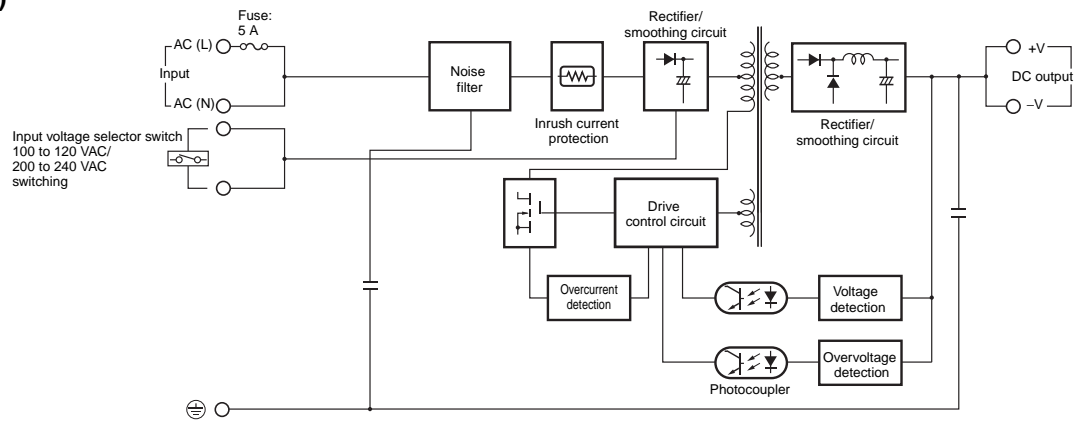 )
Fuse:
5 A
AC (L)
Input
AC (N)
Input voltage selector switch
100 to 120 VAC/
200 to 240 VAC
switching
Noise
filter
Inrush current
protection
Rectifier/
smoothing circuit
Rectifier/
smoothing circuit
+V
DC output
−V
Drive
control circuit
Overcurrent
detection
Voltage
detection
Overvoltage
detection
Photocoupler